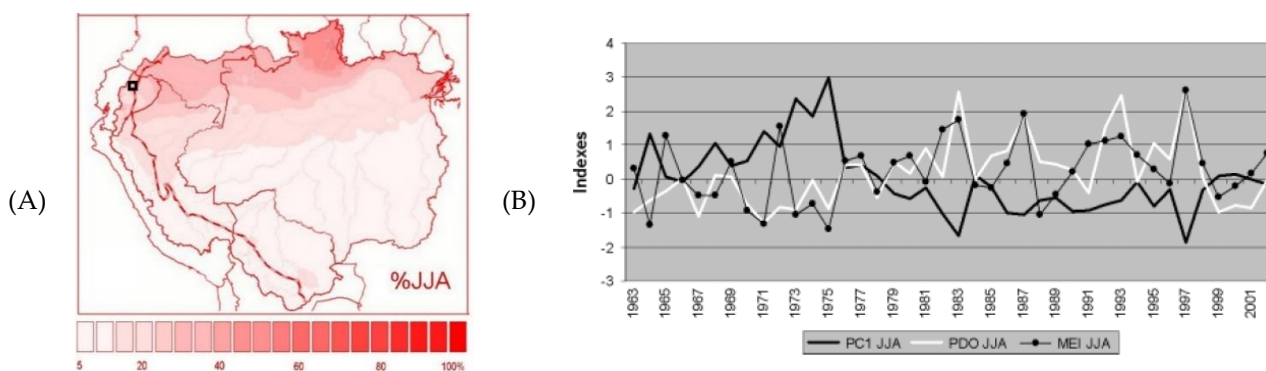 (A)
%JJA
5 20 40 60 80 100%
(B)
Indexes
4
3
2
1
0
-1
-2
-3
1963 1965 1967 1969 1971 1973 1975 1977 1979 1981 1983 1985 1987 1989 1991 1993 1995 1997 1999 2001
PC1 JJA PDO JJA MEI JJA